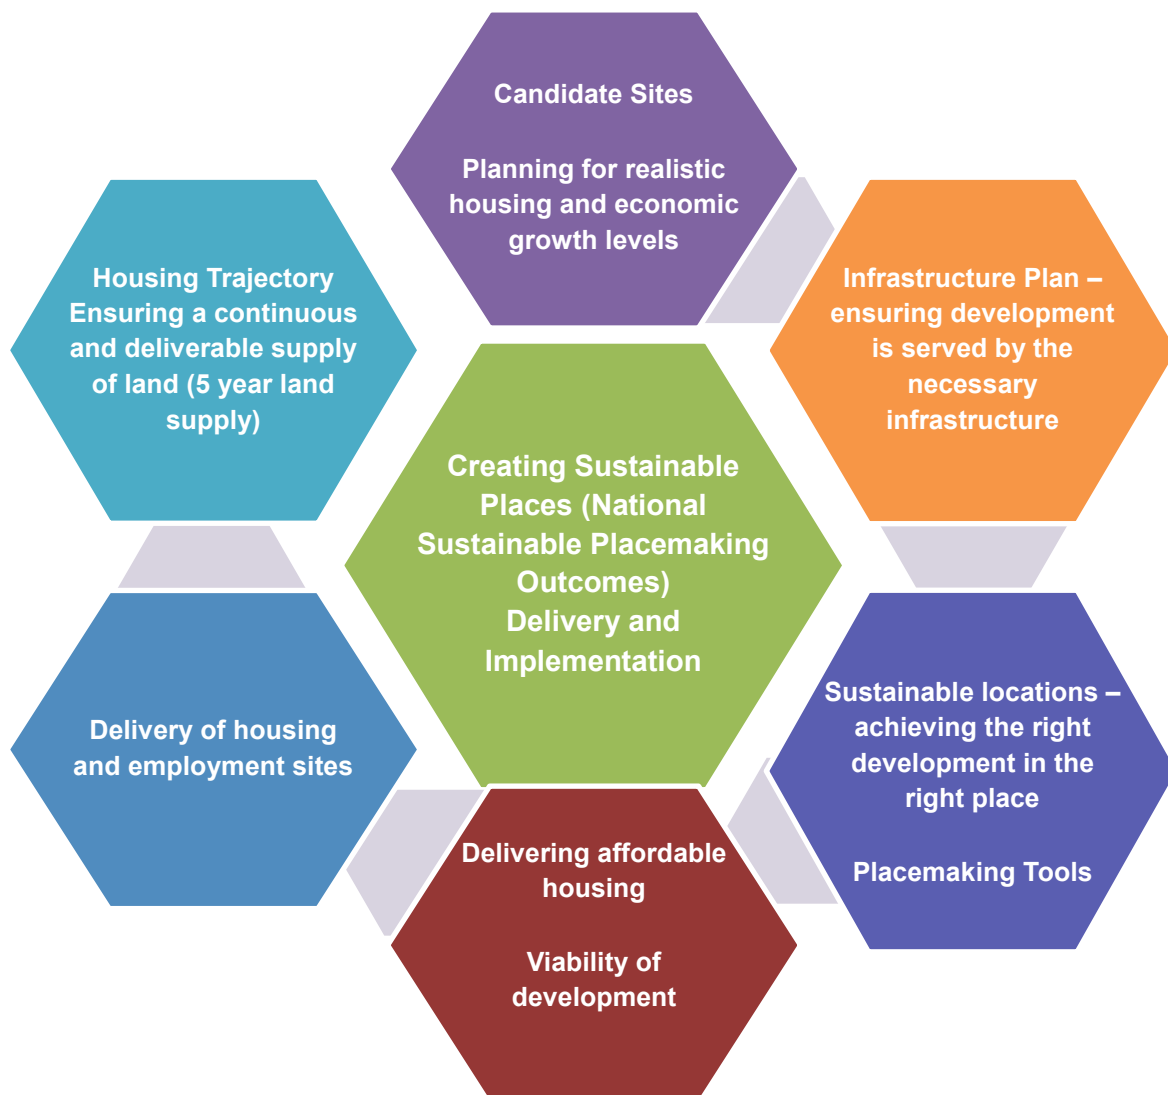 Candidate Sites
Planning for realistic
housing and economic
growth levels
Housing Trajectory
Ensuring a continuous
and deliverable supply
of land (5 year land
supply)
Infrastructure Plan –
ensuring development
is served by the
necessary
infrastructure
Creating Sustainable
Places (National
Sustainable Placemaking
Outcomes)
Delivery and
Implementation
Delivery of housing
and employment sites
Sustainable locations –
achieving the right
development in the
right place
Placemaking Tools
Delivering affordable
housing
Viability of
development